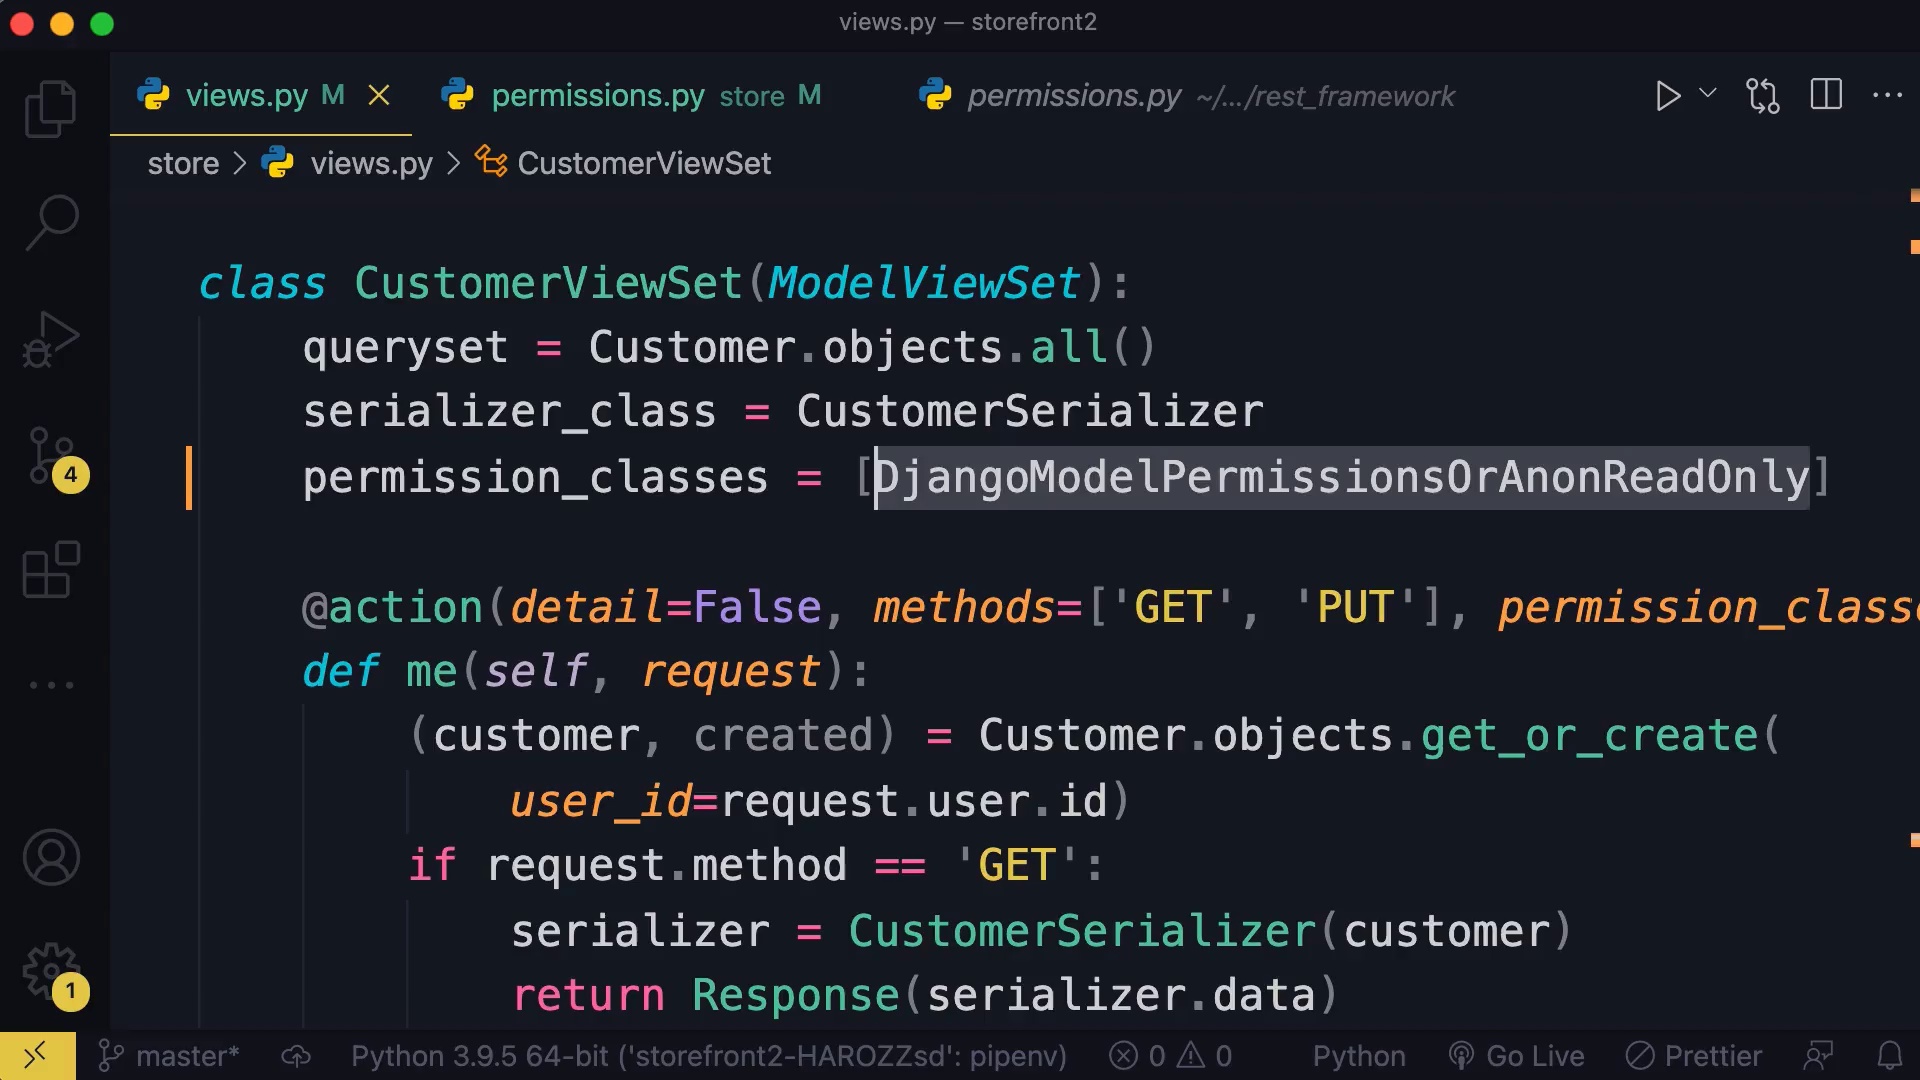 views.py — storefront2
views.py M
permissions.py store M
permissions.py ~/.../rest_framework
store > views.py > CustomerViewSet
class CustomerViewSet(ModelViewSet):
queryset = Customer.objects.all()
serializer_class = CustomerSerializer
permission_classes = [DjangoModelPermissionsOrAnonReadOnly]
@action(detail=False, methods=['GET', 'PUT'], permission_classe
def me(self, request):
(customer, created) = Customer.objects.get_or_create(
user_id=request.user.id)
if request.method == 'GET':
serializer = CustomerSerializer(customer)
return Response(serializer.data)
4
1
master* Python 3.9.5 64-bit ('storefront2-HAROZZsd': pipenv) 0 0 Python Go Live Prettier